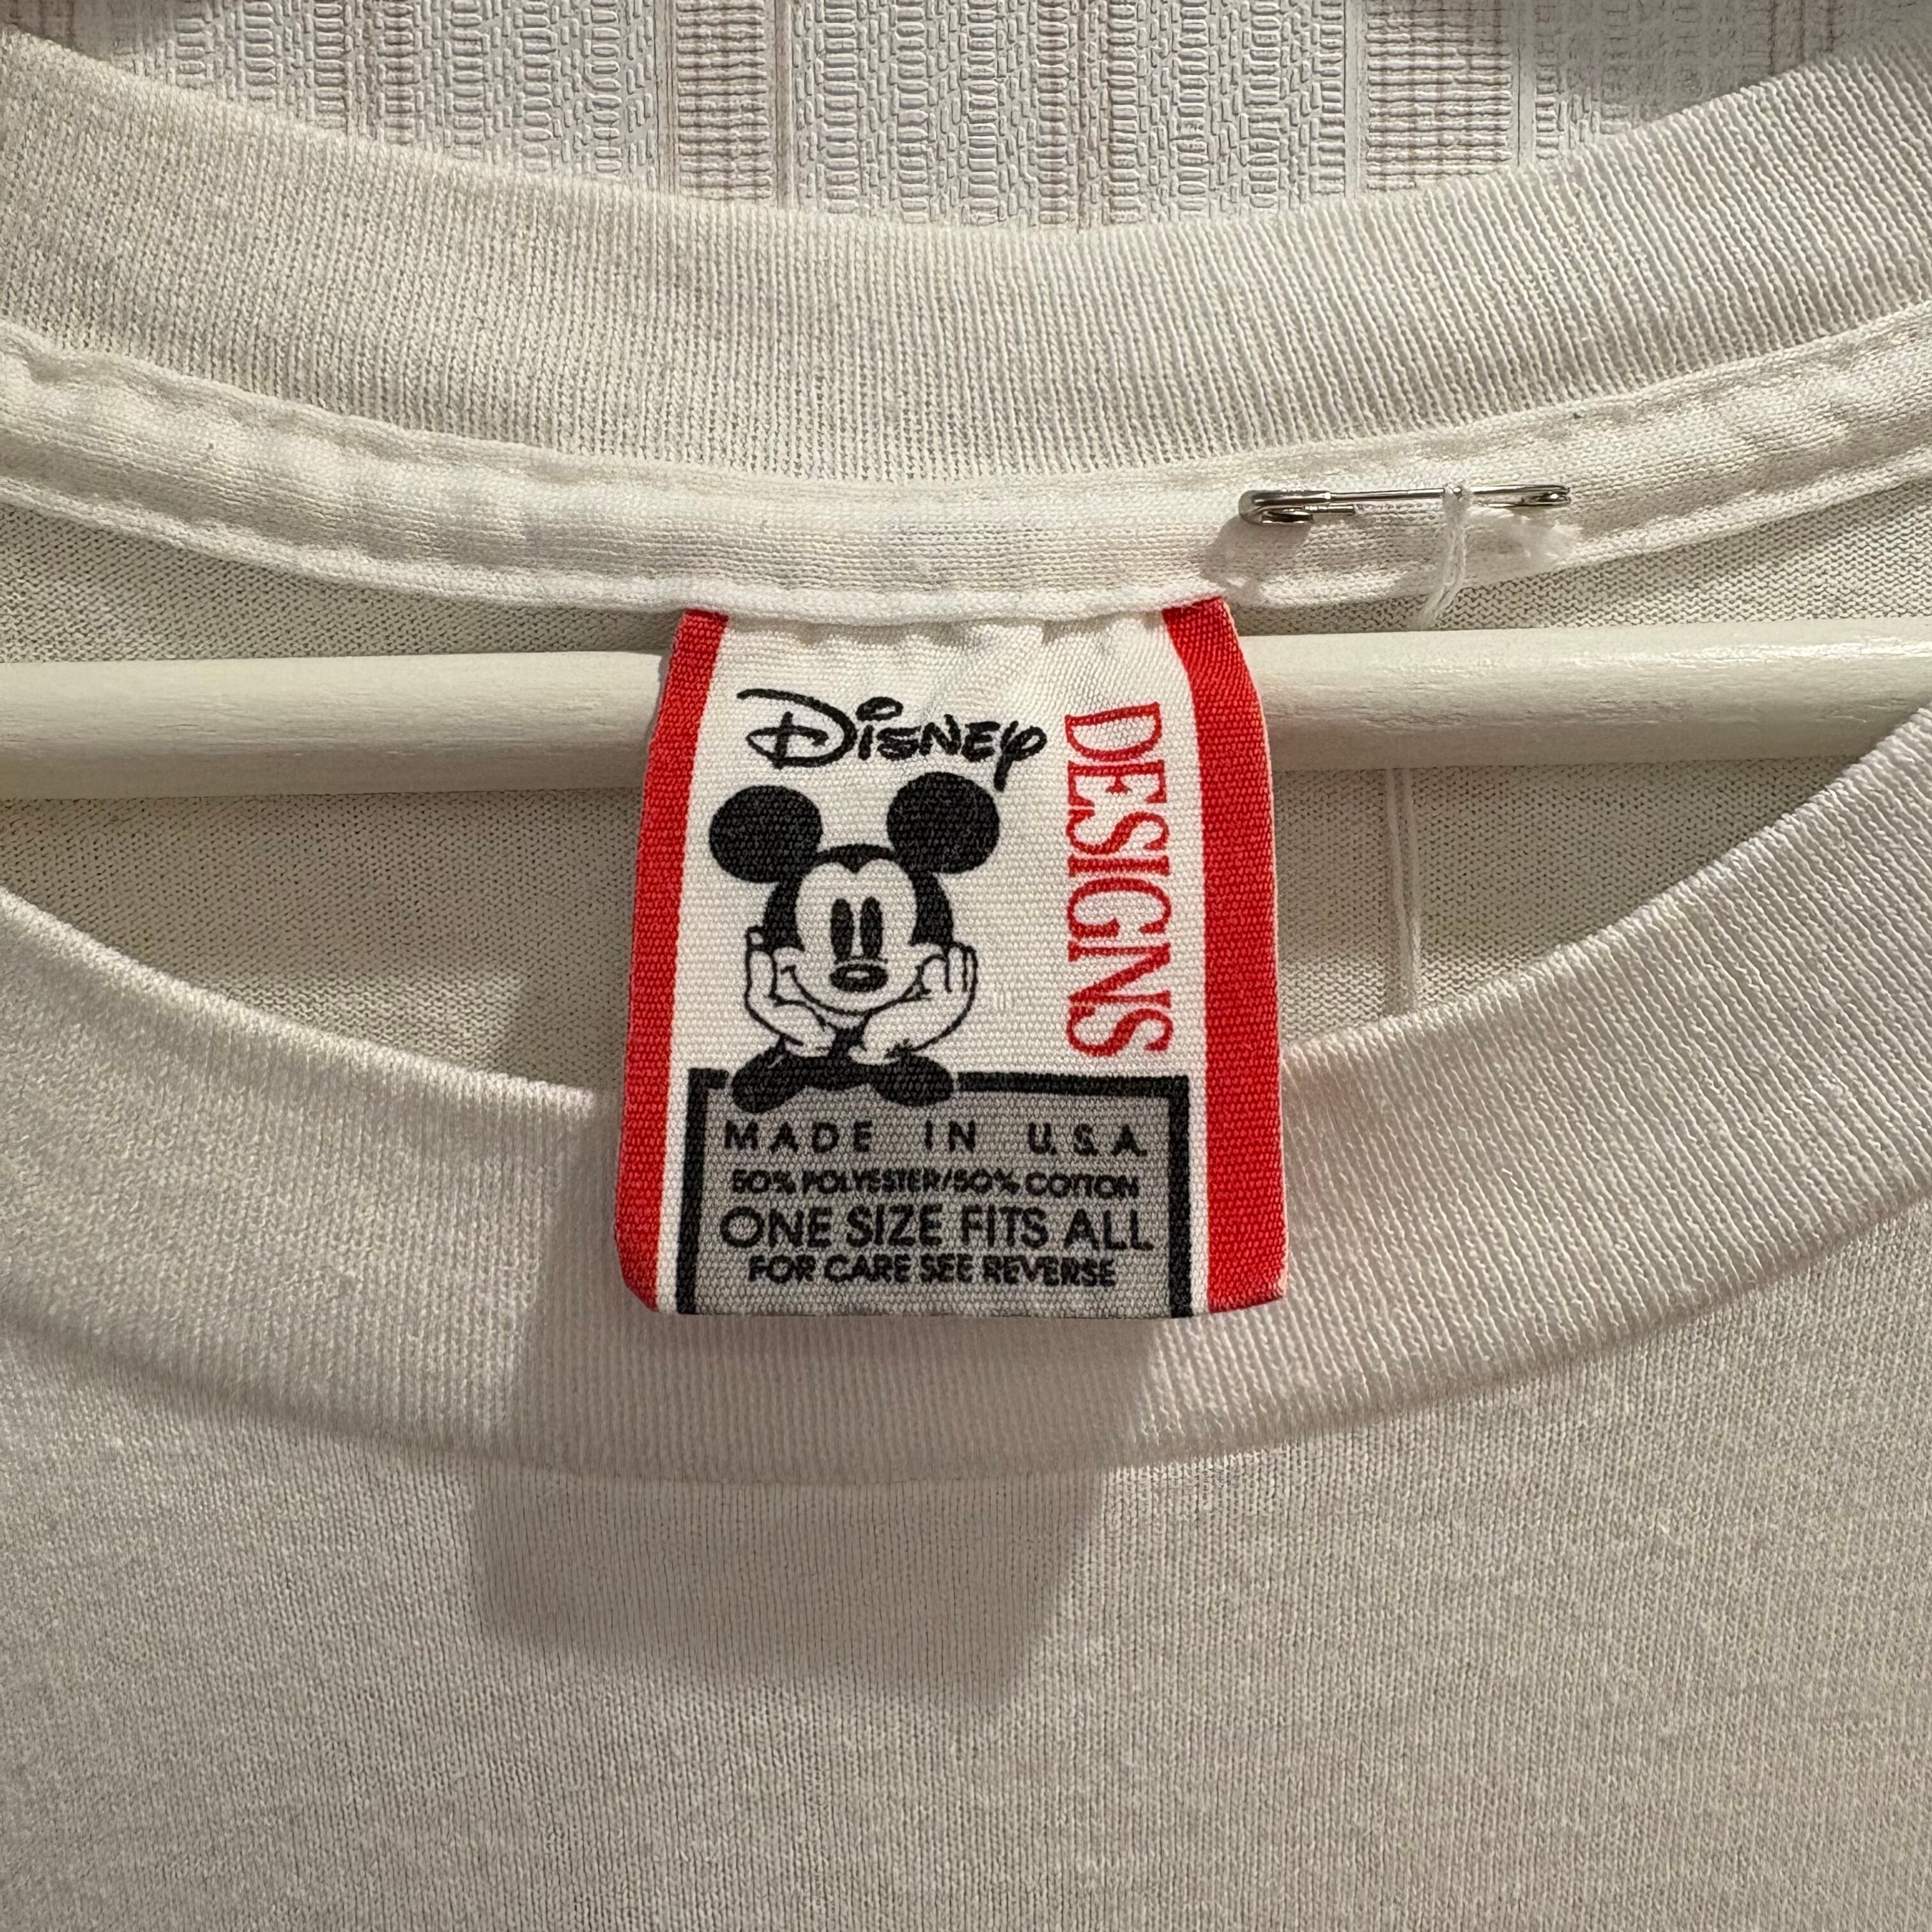 Disney
DESIGNS
MADE IN U.S.A.
50% POLYESTER/50% COTTON
ONE SIZE FITS ALL
FOR CARE SEE REVERSE